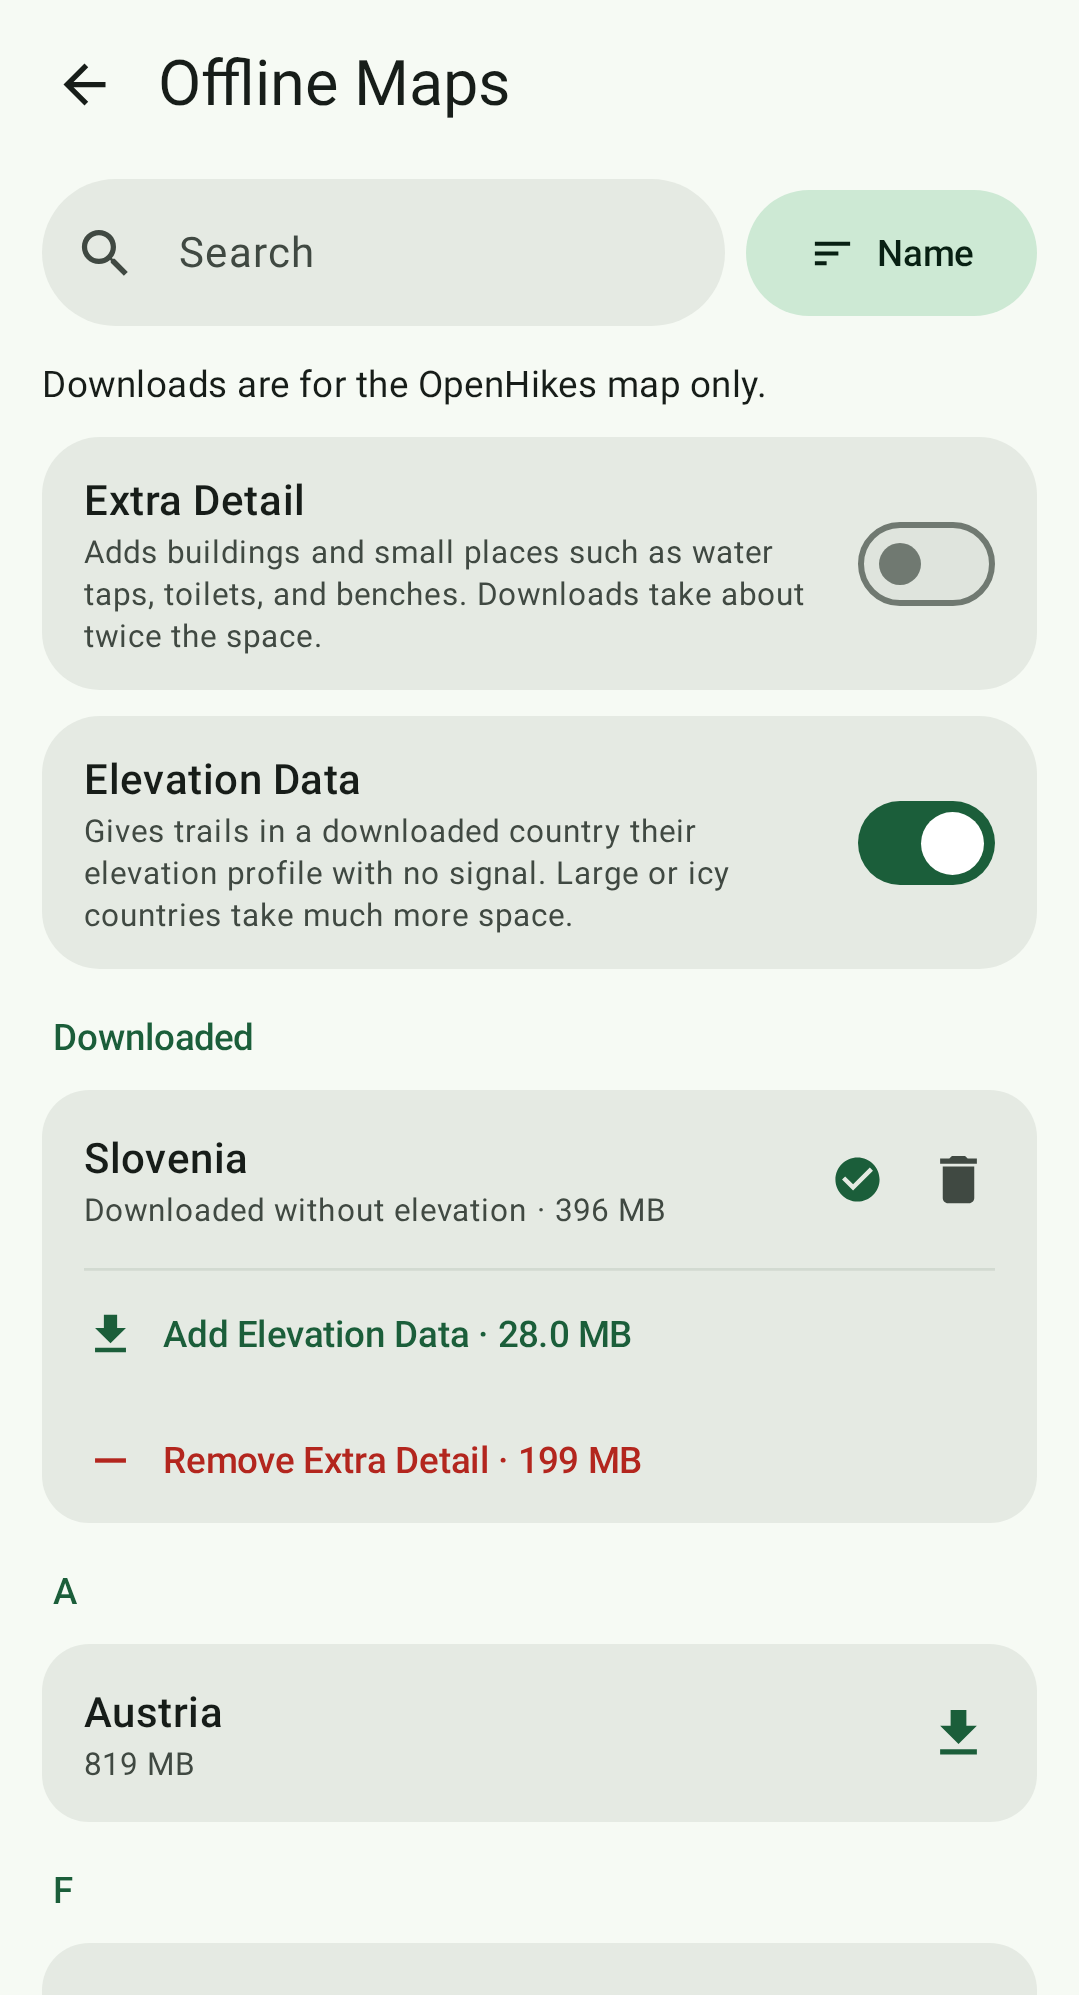 Offline Maps
Search
Name
Downloads are for the OpenHikes map only.
Extra Detail
Adds buildings and small places such as water
taps, toilets, and benches. Downloads take about
twice the space.
Elevation Data
Gives trails in a downloaded country their
elevation profile with no signal. Large or icy
countries take much more space.
Downloaded
Slovenia
Downloaded without elevation · 396 MB
Add Elevation Data · 28.0 MB
Remove Extra Detail · 199 MB
A
Austria
819 MB
F